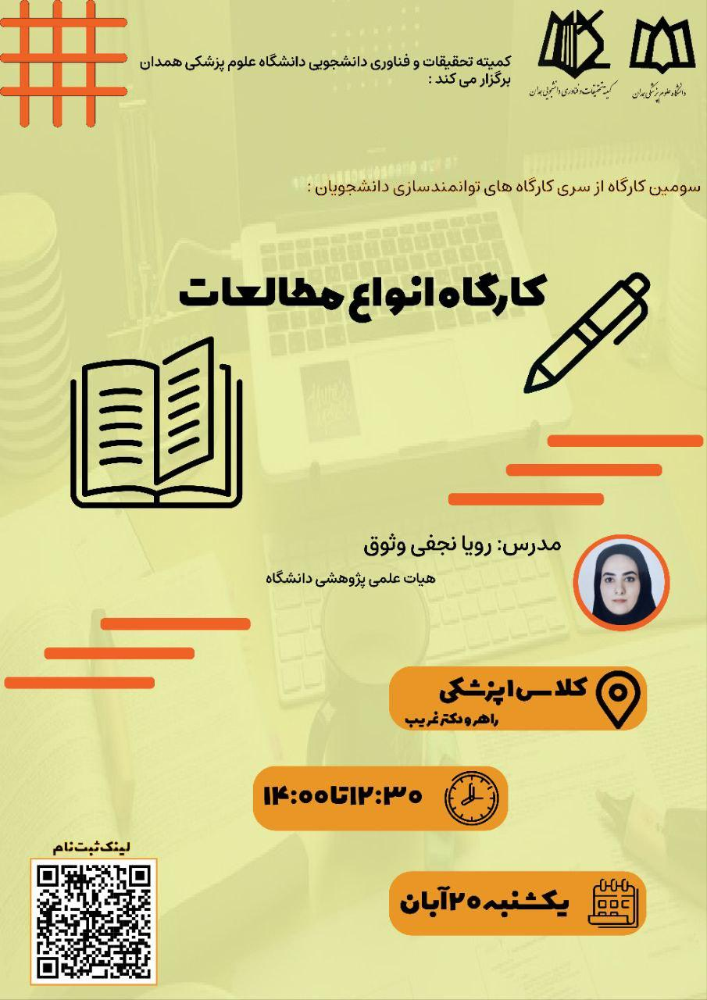 دانشگاه علوم پزشکی همدان
کمیته تحقیقات و فناوری دانشجویی همدان
کمیته تحقیقات و فناوری دانشجویی دانشگاه علوم پزشکی همدان
برگزار می کند :
سومین کارگاه از سری کارگاه های توانمندسازی دانشجویان :
کارگاه انواع مطالعات
مدرس: رویا نجفی وثوق
هیات علمی پژوهشی دانشگاه
کلاس ۱ پزشکی
راهرو دکتر غریب
۱۲:۳۰ تا ۱۴:۰۰
یکشنبه ۲۰ آبان
لینک ثبت نام